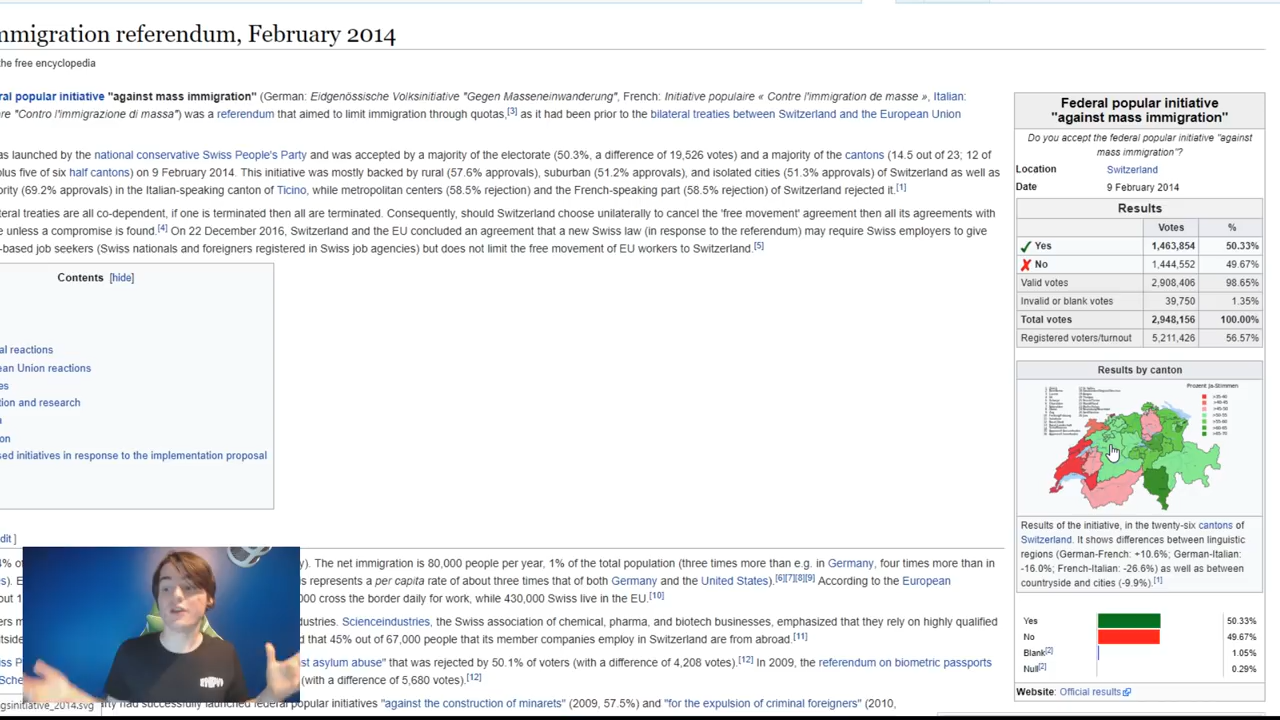 mmigration referendum, February 2014
the free encyclopedia
ral popular initiative "against mass immigration" (German: Eidgenössische Volksinitiative "Gegen Masseneinwanderung", French: Initiative populaire « Contre l'immigration de masse », Italian:
re "Contro l'immigrazione di massa") was a referendum that aimed to limit immigration through quotas,[3] as it had been prior to the bilateral treaties between Switzerland and the European Union
as launched by the national conservative Swiss People's Party and was accepted by a majority of the electorate (50.3%, a difference of 19,526 votes) and a majority of the cantons (14.5 out of 23; 12 of
plus five of six half cantons) on 9 February 2014. This initiative was mostly backed by rural (57.6% approvals), suburban (51.2% approvals), and isolated cities (51.3% approvals) of Switzerland as well as
ority (69.2% approvals) in the Italian-speaking canton of Ticino, while metropolitan centers (58.5% rejection) and the French-speaking part (58.5% rejection) of Switzerland rejected it.[1]
teral treaties are all co-dependent, if one is terminated then all are terminated. Consequently, should Switzerland choose unilaterally to cancel the 'free movement' agreement then all its agreements with
e unless a compromise is found.[4] On 22 December 2016, Switzerland and the EU concluded an agreement that a new Swiss law (in response to the referendum) may require Swiss employers to give
-based job seekers (Swiss nationals and foreigners registered in Swiss job agencies) but does not limit the free movement of EU workers to Switzerland.[5]
Contents [hide]
al reactions
ean Union reactions
es
tion and research
a
on
sed initiatives in response to the implementation proposal
dit ]
4% of
y). The net immigration is 80,000 people per year, 1% of the total population (three times more than e.g. in Germany, four times more than in
s). E
is represents a per capita rate of about three times that of both Germany and the United States).[6][7][8][9] According to the European
out 1
000 cross the border daily for work, while 430,000 Swiss live in the EU.[10]
ers m
dustries. Scienceindustries, the Swiss association of chemical, pharma, and biotech businesses, emphasized that they rely on highly qualified
utside
d that 45% out of 67,000 people that its member companies employ in Switzerland are from abroad.[11]
iss P
st asylum abuse" that was rejected by 50.1% of voters (with a difference of 4,208 votes).[12] In 2009, the referendum on biometric passports
Sche
(with a difference of 5,680 votes).[12]
gsinitiative_2014.svg
rty had successfully launched federal popular initiatives "against the construction of minarets" (2009, 57.5%) and "for the expulsion of criminal foreigners" (2010,
Federal popular initiative
"against mass immigration"
Do you accept the federal popular initiative "against
mass immigration"?
Location Switzerland
Date 9 February 2014
Results
Votes %
Yes 1,463,854 50.33%
No 1,444,552 49.67%
Valid votes 2,908,406 98.65%
Invalid or blank votes 39,750 1.35%
Total votes 2,948,156 100.00%
Registered voters/turnout 5,211,426 56.57%
Results by canton
Prozent Ja-Stimmen
Results of the initiative, in the twenty-six cantons of
Switzerland. It shows differences between linguistic
regions (German-French: +10.6%; German-Italian:
-16.0%; French-Italian: -26.6%) as well as between
countryside and cities (-9.9%).[1]
Yes 50.33%
No 49.67%
Blank[2] 1.05%
Null[2] 0.29%
Website: Official results